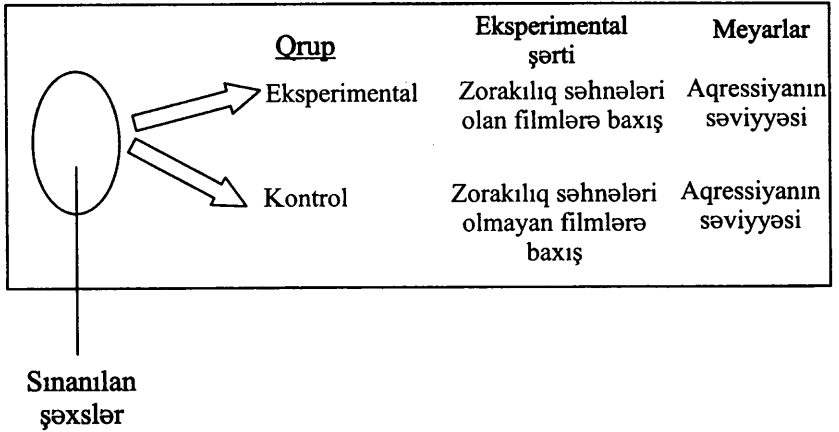 Qrup
Eksperimental
şərti
Meyarlar
Eksperimental
Zorakılıq səhnələri
olan filmlərə baxış
Aqressiyanın
səviyyəsi
Kontrol
Zorakılıq səhnələri
olmayan filmlərə
baxış
Aqressiyanın
səviyyəsi
Sınanılan
şəxslər